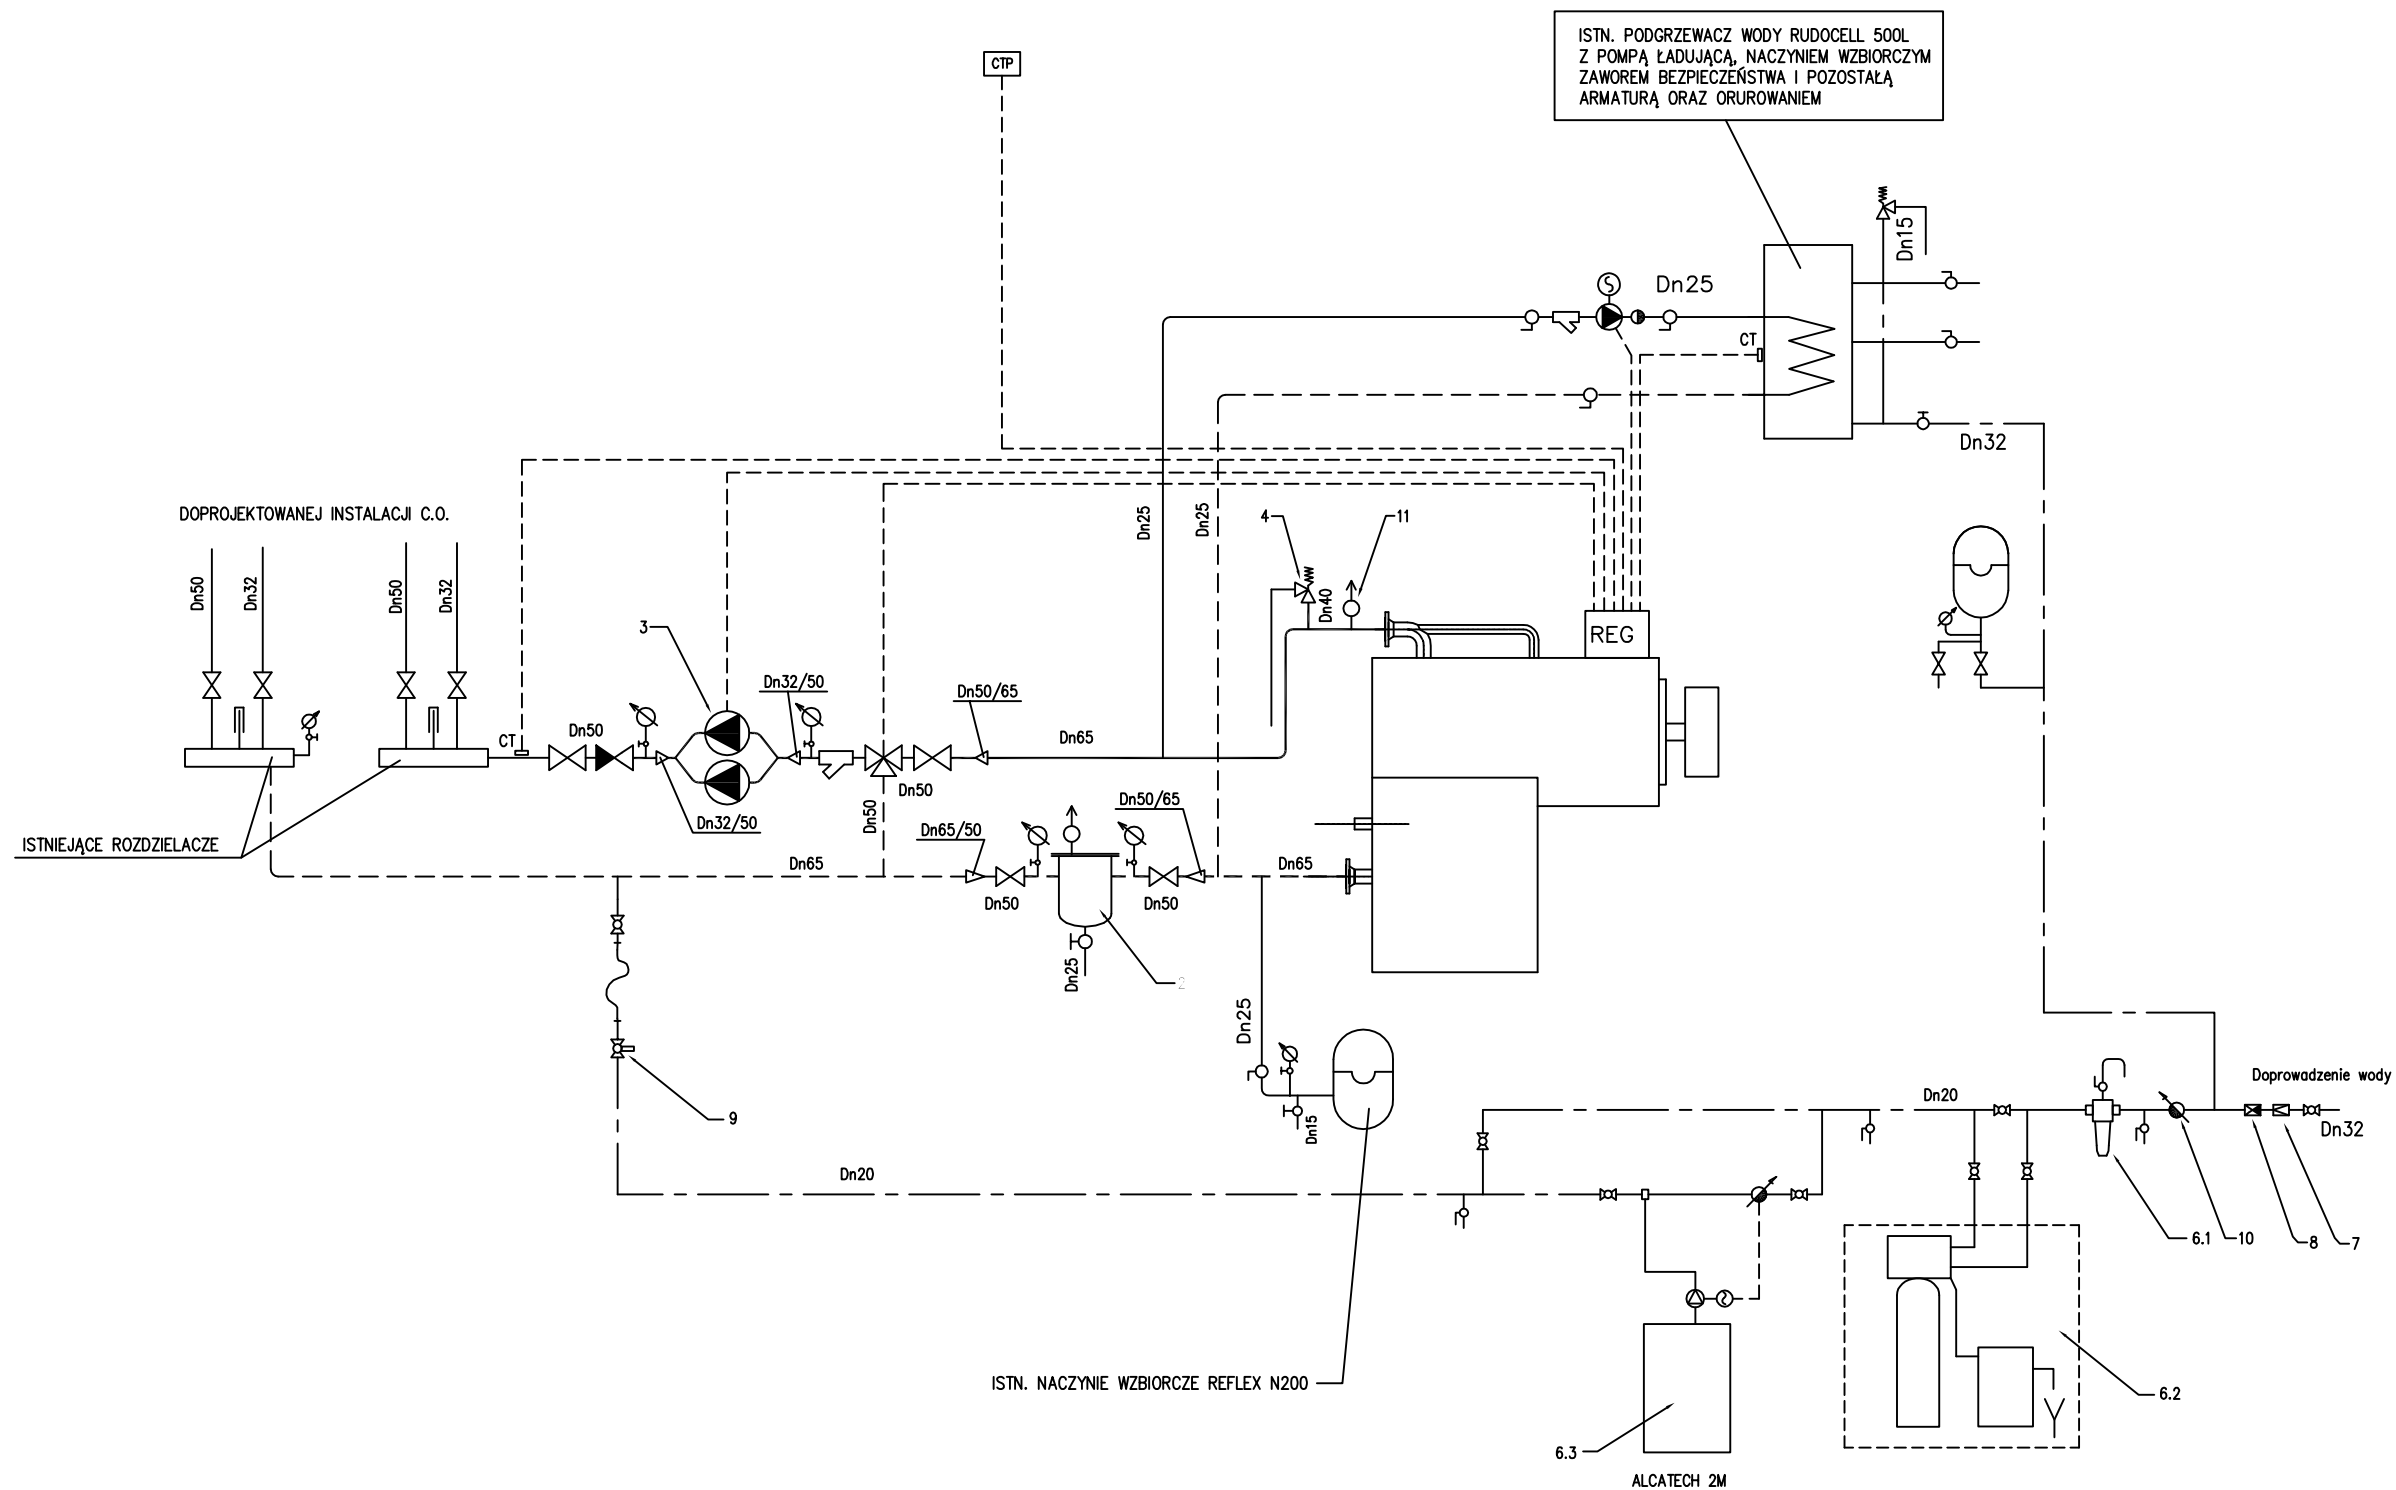 ISTN. PODGRZEWACZ WODY RUDOCELL 500L
Z POMPĄ ŁADUJĄCĄ, NACZYNIEM WZBIORCZYM
ZAWOREM BEZPIECZEŃSTWA I POZOSTAŁĄ
ARMATURĄ ORAZ ORUROWANIEM
CTP
Dn15
Dn25
CT
Dn32
DOPROJEKTOWANEJ INSTALACJI C.O.
Dn25
Dn25
4
11
Dn50
Dn32
Dn50
Dn32
Dn40
3
REG
Dn32/50
Dn50/65
CT
Dn50
Dn65
Dn50
Dn50
Dn32/50
Dn65/50
Dn50/65
ISTNIEJĄCE ROZDZIELACZE
Dn65
Dn65
Dn50
Dn50
Dn25
2
Dn25
Doprowadzenie wody
Dn20
Dn32
9
Dn15
Dn20
6.1
10
8
7
ISTN. NACZYNIE WZBIORCZE REFLEX N200
6.2
6.3
ALCATECH 2M